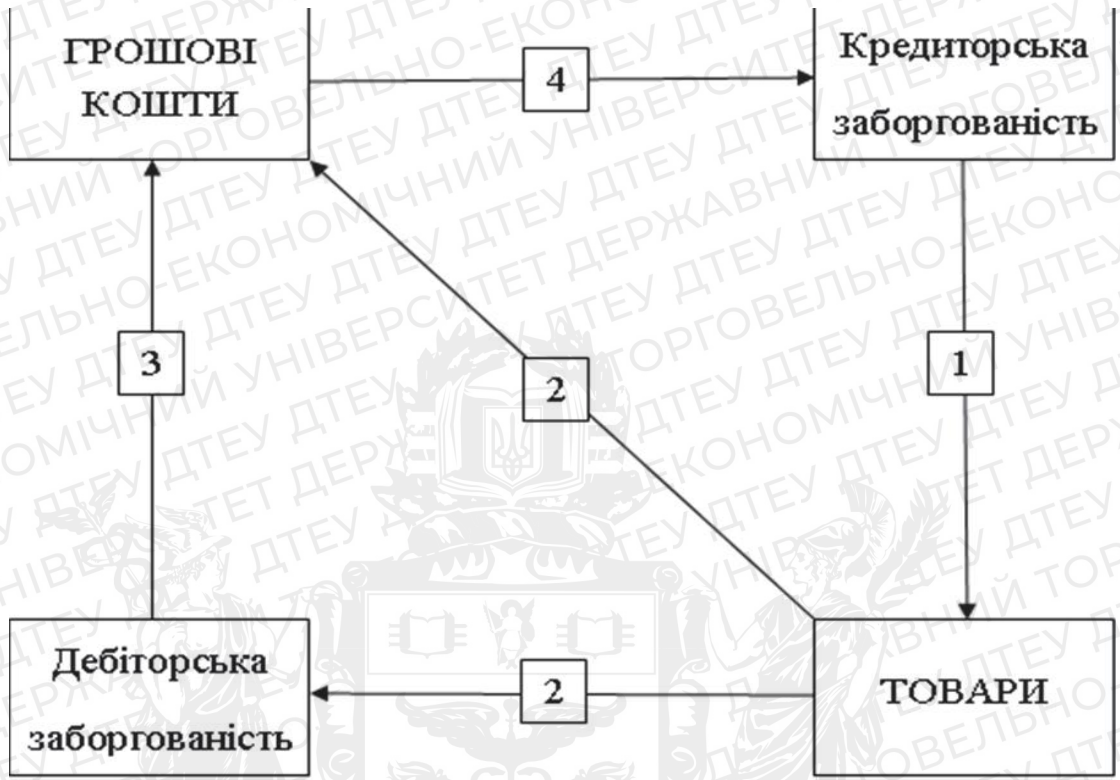 ГРОШОВІ
КОШТИ
4
Кредиторська
заборгованість
3
2
1
Дебіторська
заборгованість
2
ТОВАРИ